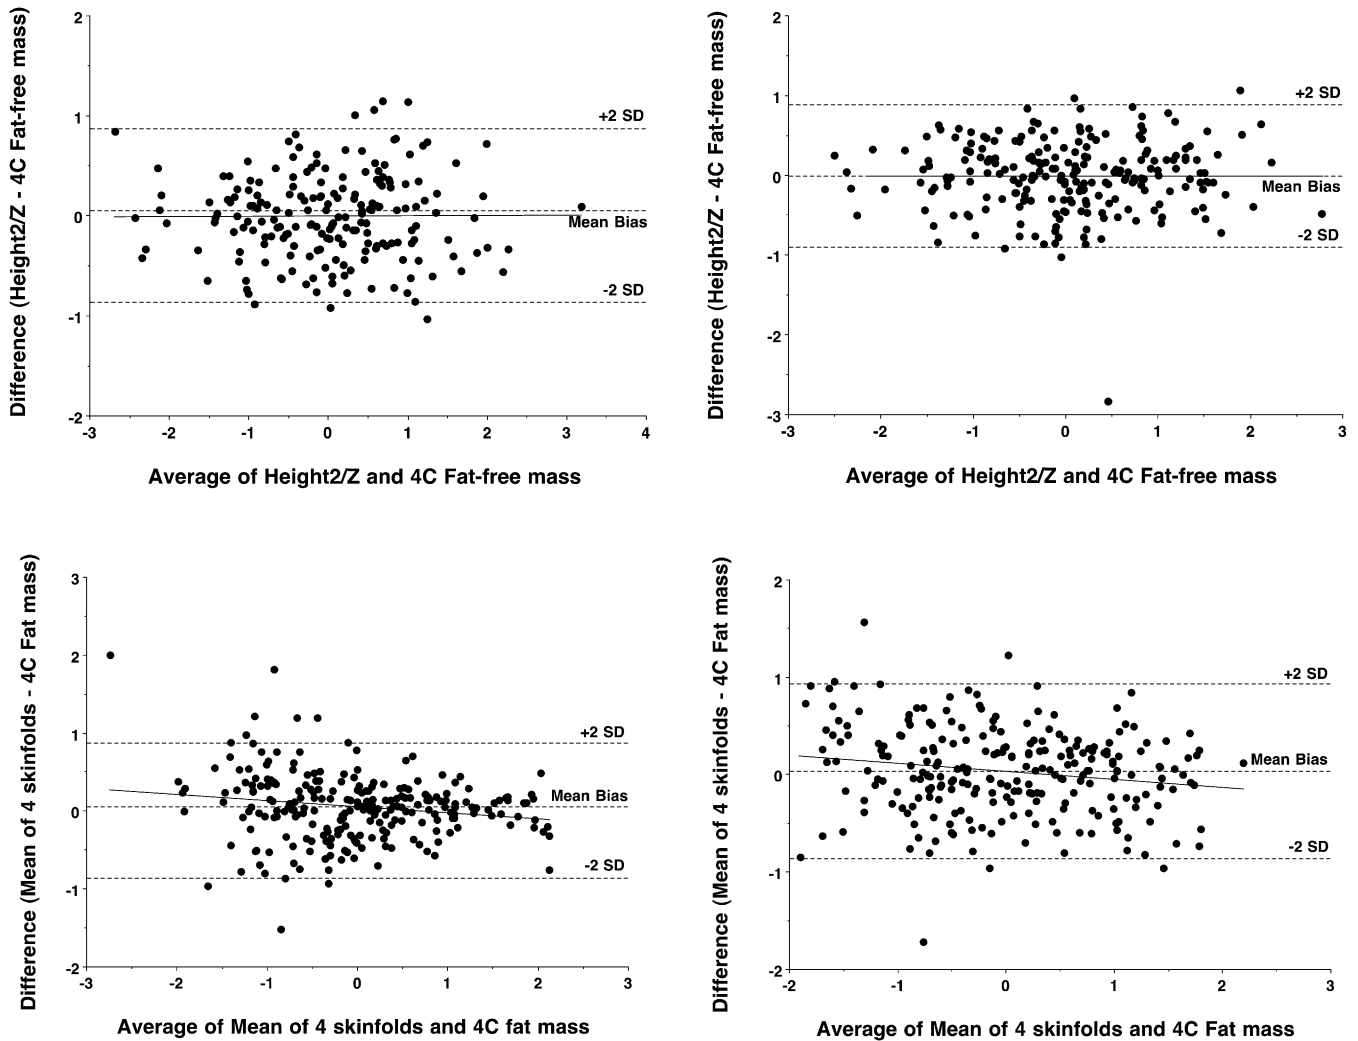 Difference (Height2/Z - 4C Fat-free mass)
2
1
0
-1
-2
+2 SD
Mean Bias
-2 SD
-3 -2 -1 0 1 2 3 4
Average of Height2/Z and 4C Fat-free mass
Difference (Height2/Z - 4C Fat-free mass)
2
1
0
-1
-2
-3
+2 SD
Mean Bias
-2 SD
-3 -2 -1 0 1 2 3
Average of Height2/Z and 4C Fat-free mass
Difference (Mean of 4 skinfolds - 4C Fat mass)
3
2
1
0
-1
-2
+2 SD
Mean Bias
-2 SD
-3 -2 -1 0 1 2 3
Average of Mean of 4 skinfolds and 4C fat mass
Difference (Mean of 4 skinfolds - 4C Fat mass)
2
1
0
-1
-2
+2 SD
Mean Bias
-2 SD
-2 -1 0 1 2 3
Average of Mean of 4 skinfolds and 4C Fat mass